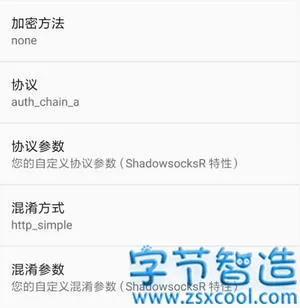 加密方法
none
协议
auth_chain_a
协议参数
您的自定义协议参数(ShadowsocksR 特性)
混淆方式
http_simple
混淆参数
您的自定义混淆参数(ShadowsocksR 特性)
字节智造
www.zsxcool.com